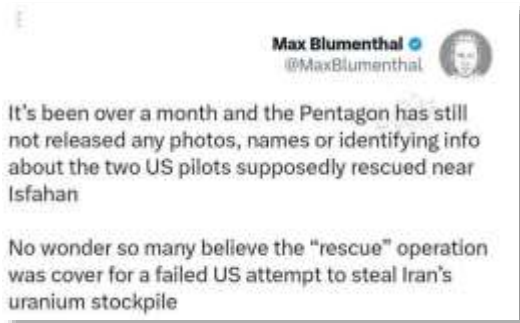 Max Blumenthal
@MaxBlumenthal
It's been over a month and the Pentagon has still
not released any photos, names or identifying info
about the two US pilots supposedly rescued near
Isfahan
No wonder so many believe the “rescue” operation
was cover for a failed US attempt to steal Iran's
uranium stockpile